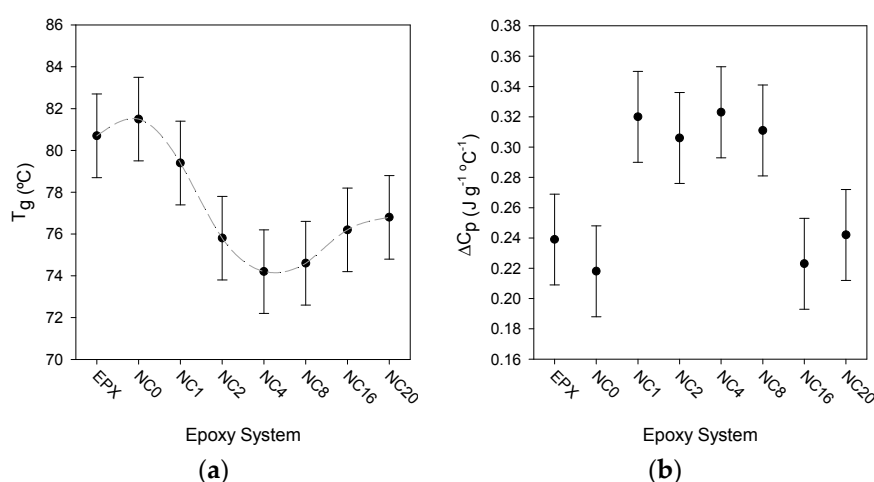 86
84
82
80
78
76
74
72
70
Tg (ºC)
EPX
NC0
NC1
NC2
NC4
NC8
NC16
NC20
Epoxy System
(a)
0.38
0.36
0.34
0.32
0.30
0.28
0.26
0.24
0.22
0.20
0.18
0.16
ΔCp (J g-1 ºC-1)
EPX
NC0
NC1
NC2
NC4
NC8
NC16
NC20
Epoxy System
(b)